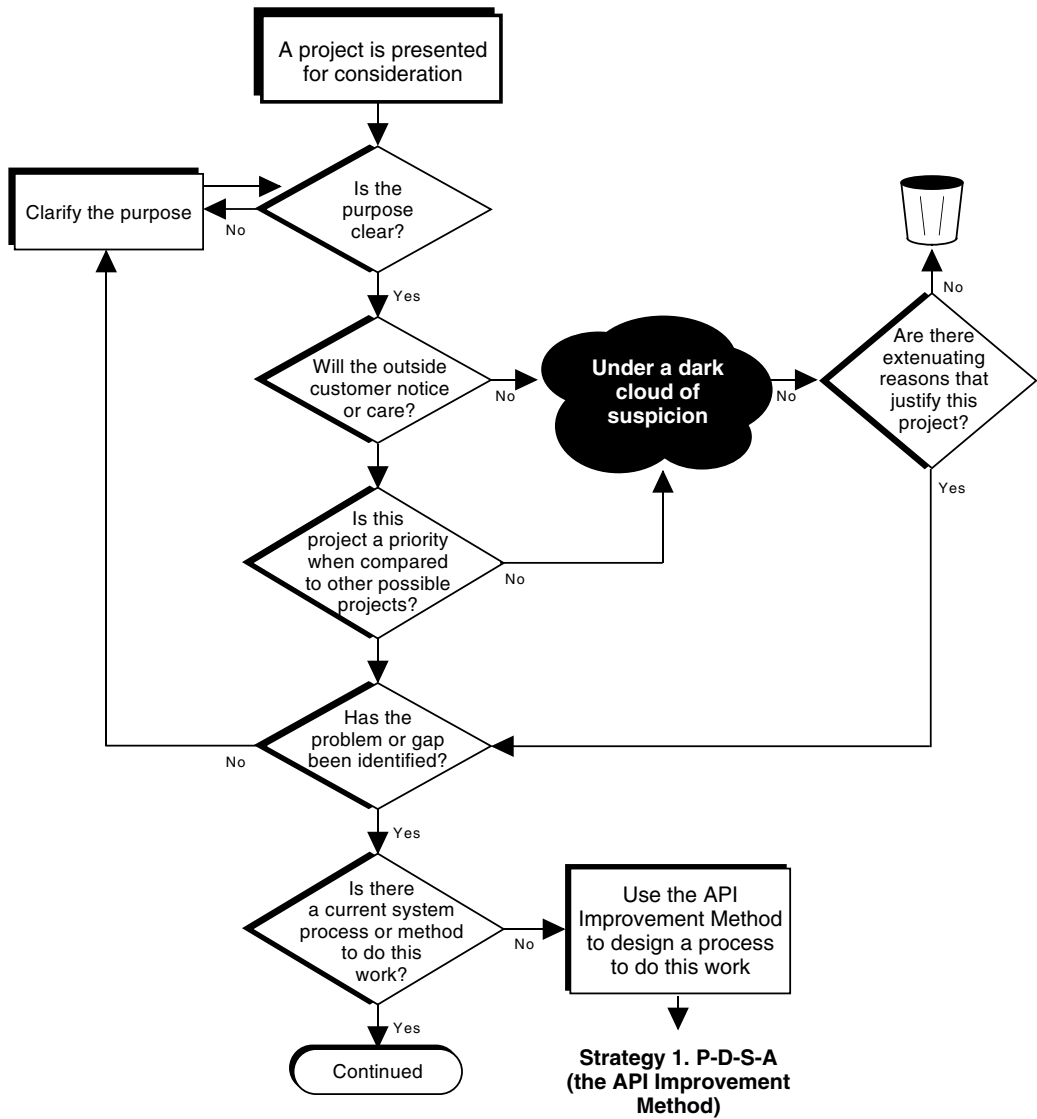 A project is presented
for consideration
Is the
purpose
clear?
No
Clarify the purpose
Yes
Will the outside
customer notice
or care?
No
Under a dark
cloud of
suspicion
No
Are there
extenuating
reasons that
justify this
project?
No
Yes
Is this
project a priority
when compared
to other possible
projects?
No
Has the
problem or gap
been identified?
No
Yes
Is there
a current system
process or method
to do this
work?
No
Use the API
Improvement Method
to design a process
to do this work
Strategy 1. P-D-S-A
(the API Improvement
Method)
Yes
Continued